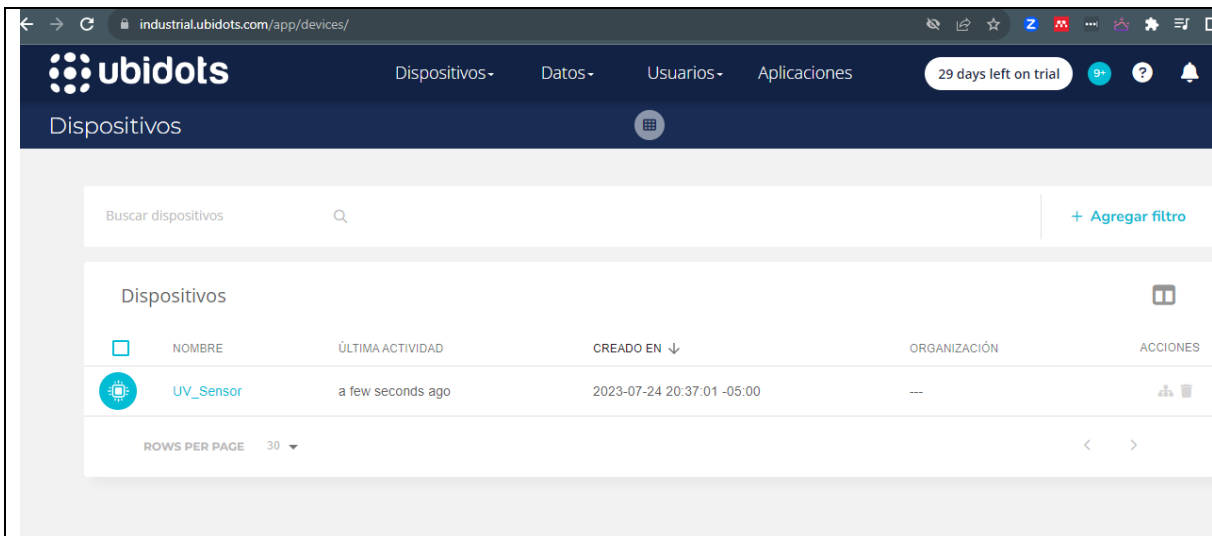 industrial.ubidots.com/app/devices/
Z
ubidots Dispositivos Datos Usuarios Aplicaciones 29 days left on trial 9+ ?
Dispositivos
Buscar dispositivos + Agregar filtro
Dispositivos
NOMBRE ÚLTIMA ACTIVIDAD CREADO EN ORGANIZACIÓN ACCIONES
UV_Sensor a few seconds ago 2023-07-24 20:37:01 -05:00 ---
ROWS PER PAGE 30